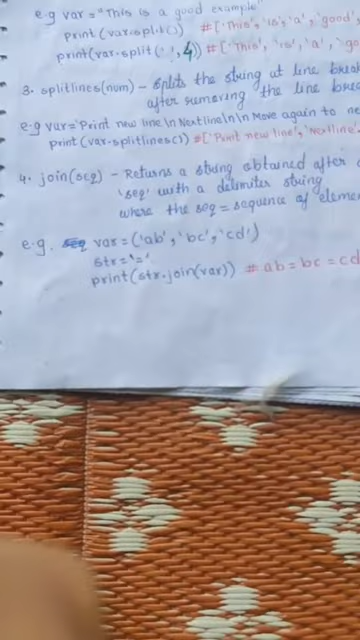 e.g var = "This is a good example"
print (var.split()) #['This', 'is', 'a', 'good'
print(var.split(' ', 4)) #['This', 'is', 'a', 'go
3. splitlines(num) - splits the string at line break
after removing the line brea
e.g var='Print new line \n Nextline \n\n Move again to ne
print (var.splitlines()) #['Print new line', 'Nextline'
4. join(seq) - Returns a string obtained after
'seq' with a delimiter string
where the seq = sequence of eleme
e.g. var = ('ab', 'bc', 'cd')
str = '='
print(str.join(var)) # ab = bc = cd